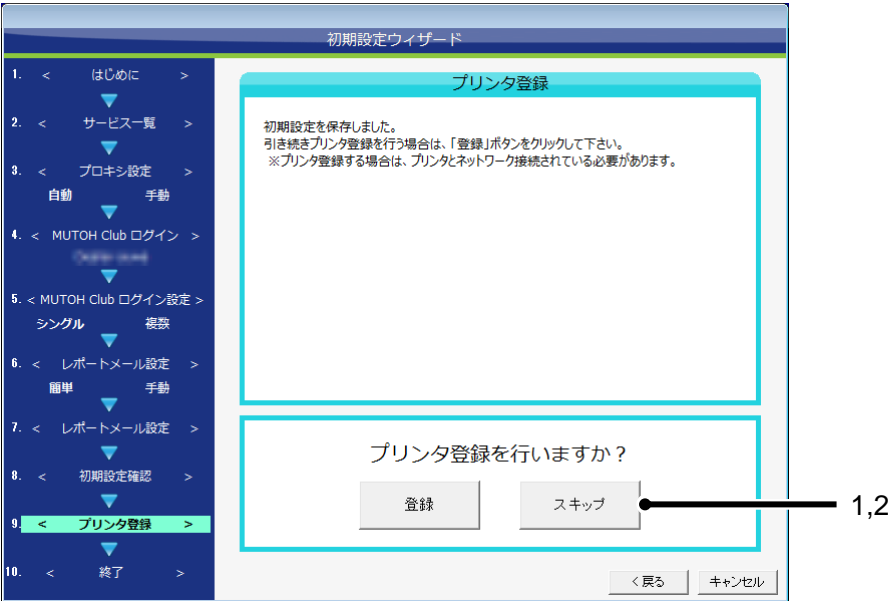 初期設定ウィザード
1. < はじめに >
2. < サービス一覧 >
3. < プロキシ設定 >
自動 手動
4. < MUTOH Club ログイン >
5. < MUTOH Club ログイン設定 >
シングル 複数
6. < レポートメール設定 >
簡単 手動
7. < レポートメール設定 >
8. < 初期設定確認 >
9. < プリンタ登録 >
10. < 終了 >
プリンタ登録
初期設定を保存しました。
引き続きプリンタ登録を行う場合は、「登録」ボタンをクリックして下さい。
※プリンタ登録する場合は、プリンタとネットワーク接続されている必要があります。
プリンタ登録を行いますか？
登録 スキップ
1,2
<戻る キャンセル